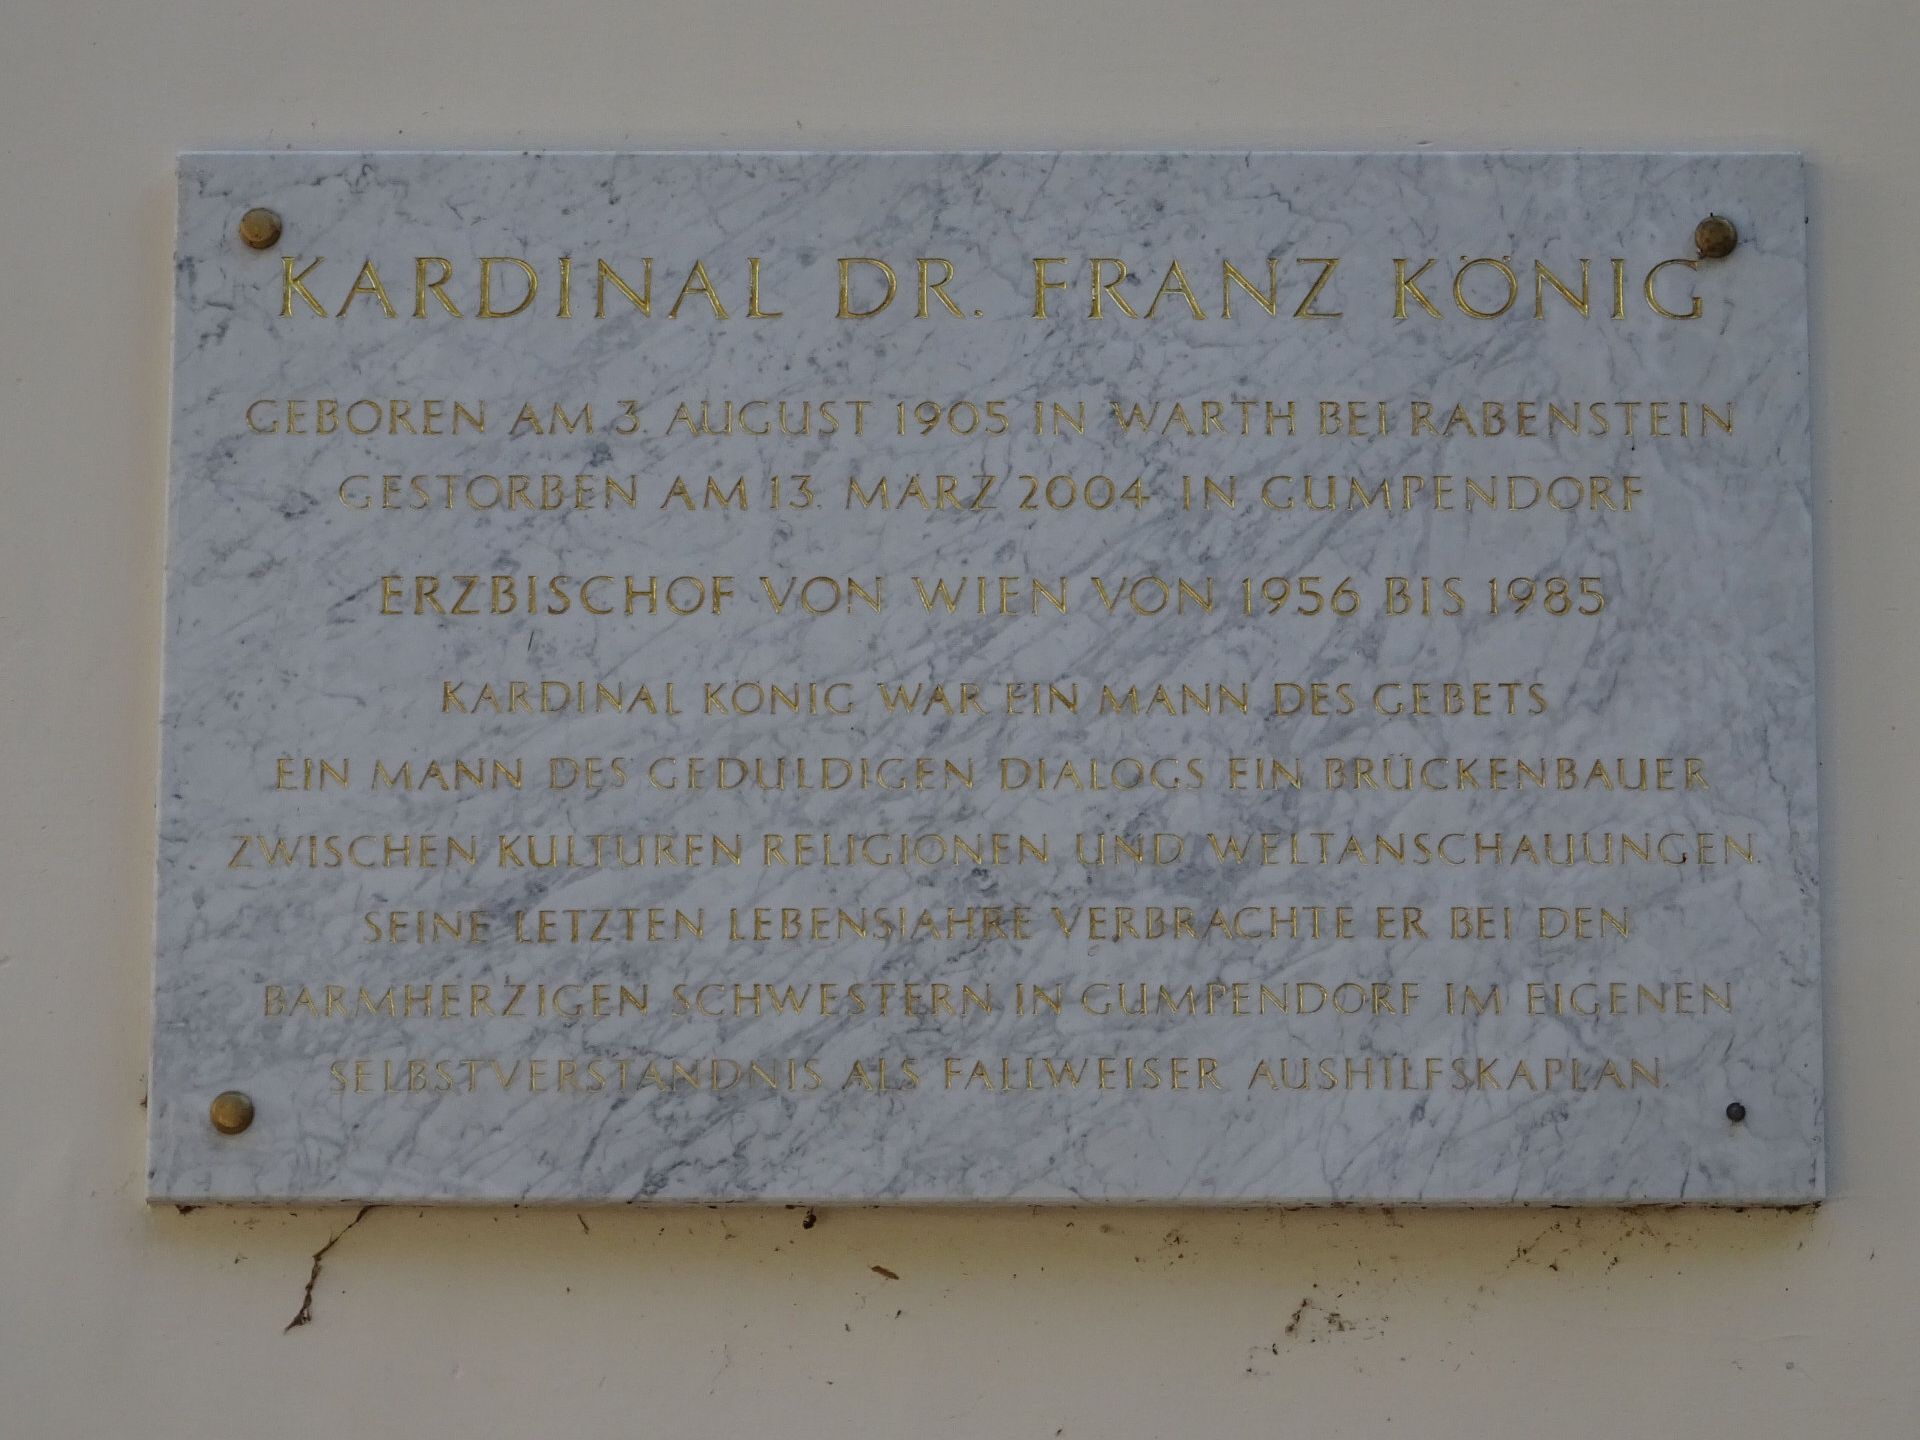 KARDINAL DR. FRANZ KÖNIG
GEBOREN AM 3. AUGUST 1905 IN WARTH BEI RABENSTEIN
GESTORBEN AM 13. MÄRZ 2004 IN GUMPENDORF
ERZBISCHOF VON WIEN VON 1956 BIS 1985
KARDINAL KÖNIG WAR EIN MANN DES GEBETS
EIN MANN DES GEDULDIGEN DIALOGS EIN BRÜCKENBAUER
ZWISCHEN KULTUREN RELIGIONEN UND WELTANSCHAUUNGEN.
SEINE LETZTEN LEBENSJAHRE VERBRACHTE ER BEI DEN
BARMHERZIGEN SCHWESTERN IN GUMPENDORF IM EIGENEN
SELBSTVERSTÄNDNIS ALS FALLWEISER AUSHILFSKAPLAN.